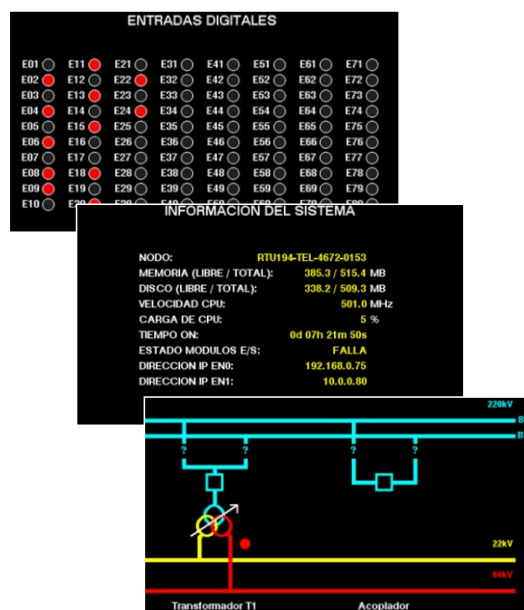 ENTRADAS DIGITALES
E01 E11 E21 E31 E41 E51 E61 E71
E02 E12 E22 E32 E42 E52 E62 E72
E03 E13 E23 E33 E43 E53 E63 E73
E04 E14 E24 E34 E44 E54 E64 E74
E05 E15 E25 E35 E45 E55 E65 E75
E06 E16 E26 E36 E46 E56 E66 E76
E07 E17 E27 E37 E47 E57 E67 E77
E08 E18 E28 E38 E48 E58 E68 E78
E09 E19 E29 E39 E49 E59 E69 E79
E10
INFORMACION DEL SISTEMA
NODO: RTU194-TEL-4672-0153
MEMORIA (LIBRE / TOTAL): 385.3 / 515.4 MB
DISCO (LIBRE / TOTAL): 338.2 / 509.3 MB
VELOCIDAD CPU: 501.0 MHz
CARGA DE CPU: 5 %
TIEMPO ON: 0d 07h 21m 50s
ESTADO MODULOS E/S: FALLA
DIRECCION IP EN0: 192.168.0.75
DIRECCION IP EN1: 10.0.0.80
220kV
B
B
? ? ? ?
22kV
66kV
Transformador T1 Acoplador